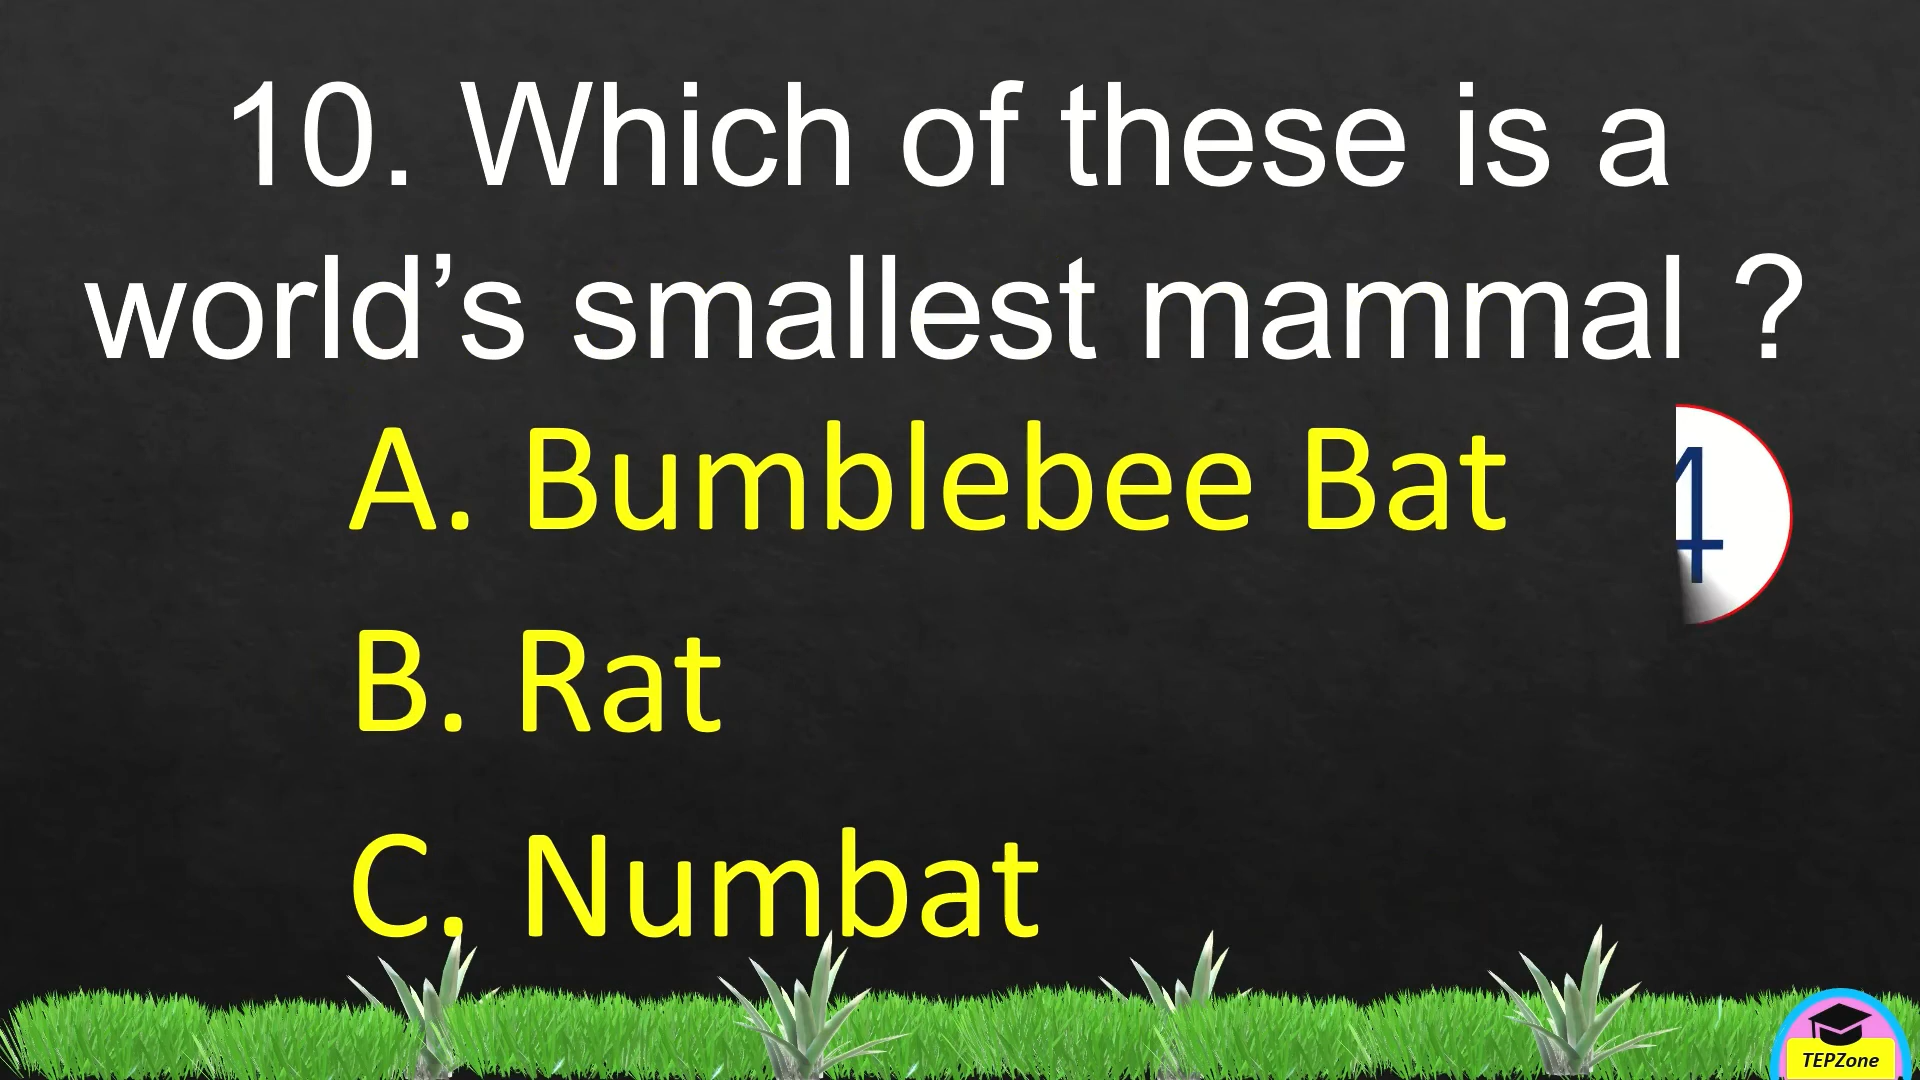 10. Which of these is a
world’s smallest mammal ?
A. Bumblebee Bat
4
B. Rat
C. Numbat
TEPZone